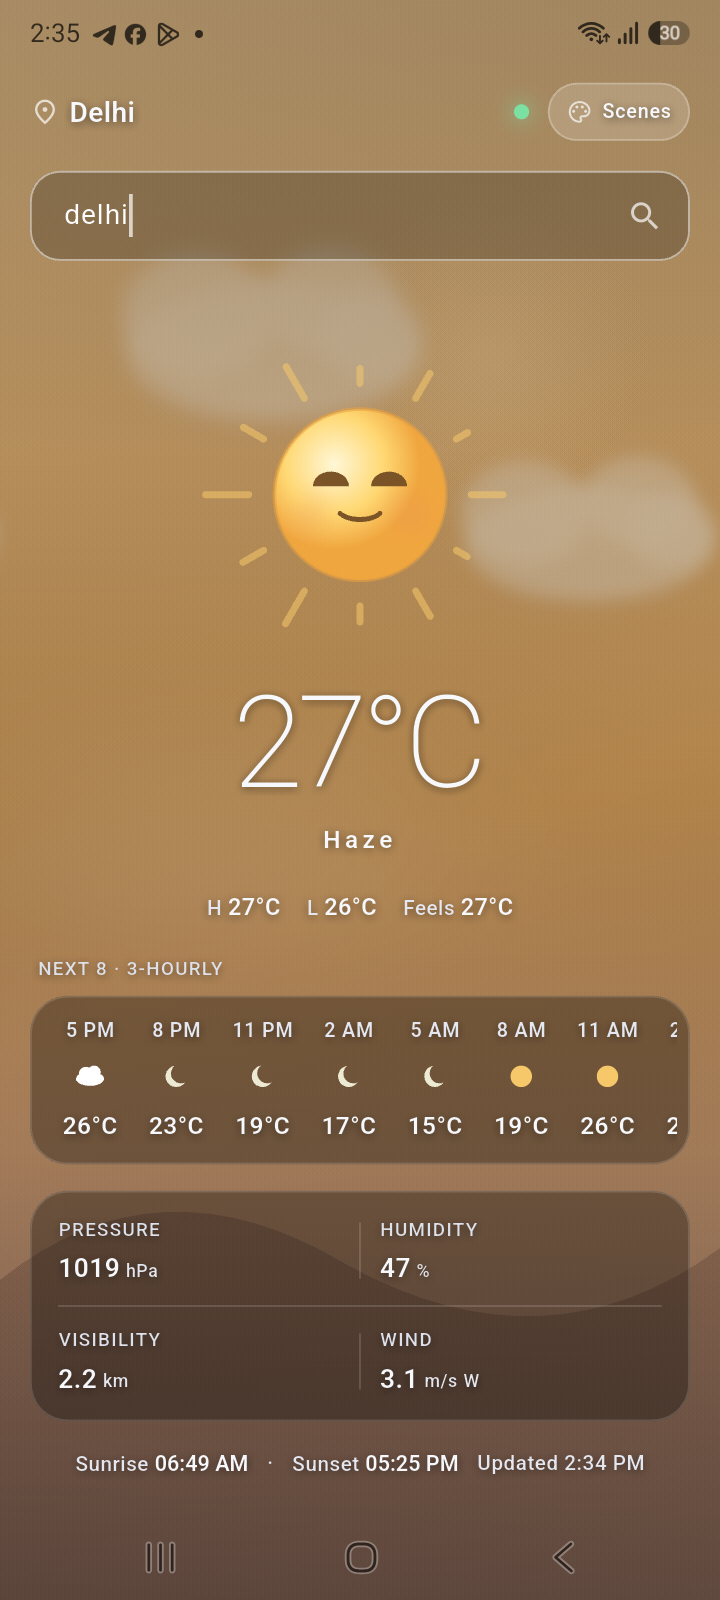 2:35
30
Delhi
Scenes
delhi
27°C
Haze
H 27°C L 26°C Feels 27°C
NEXT 8 · 3-HOURLY
5 PM 8 PM 11 PM 2 AM 5 AM 8 AM 11 AM 2
26°C 23°C 19°C 17°C 15°C 19°C 26°C 2
PRESSURE HUMIDITY
1019 hPa 47 %
VISIBILITY WIND
2.2 km 3.1 m/s W
Sunrise 06:49 AM · Sunset 05:25 PM Updated 2:34 PM